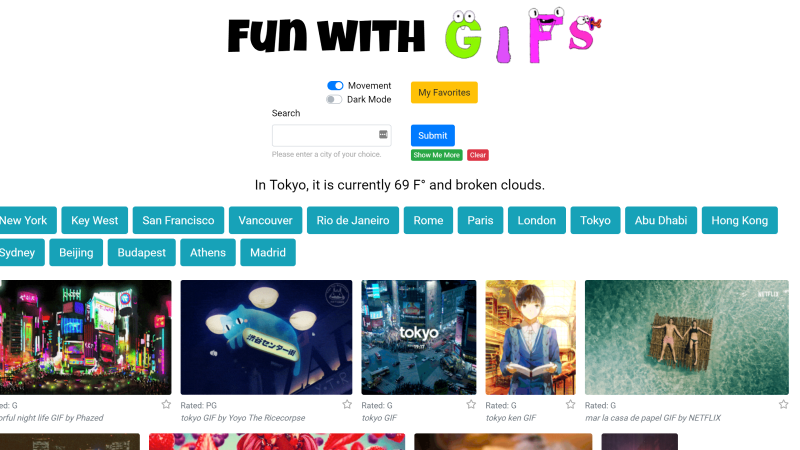 Fun with GIFs
Movement
Dark Mode
My Favorites
Search
Submit
Please enter a city of your choice.
Show Me More
Clear
In Tokyo, it is currently 69 F° and broken clouds.
New York
Key West
San Francisco
Vancouver
Rio de Janeiro
Rome
Paris
London
Tokyo
Abu Dhabi
Hong Kong
Sydney
Beijing
Budapest
Athens
Madrid
渋谷センター街
tokyo
NETFLIX
ed: G
Rated: PG
Rated: G
Rated: G
Rated: G
orful night life GIF by Phazed
tokyo GIF by Yoyo The Ricecorpse
tokyo GIF
tokyo ken GIF
mar la casa de papel GIF by NETFLIX